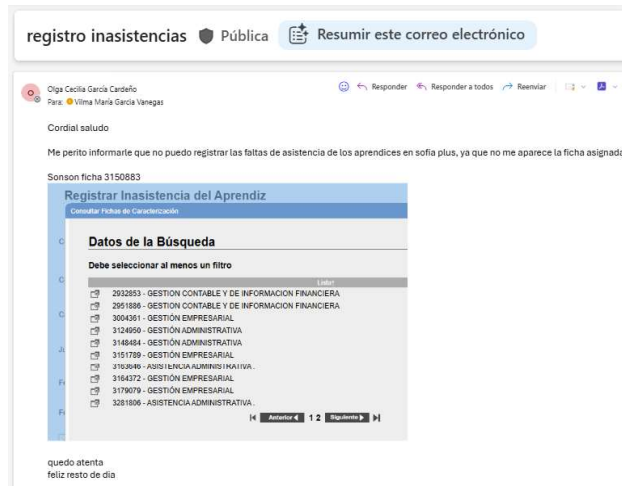 registro inasistencias Pública Resumir este correo electrónico
O
Olga Cecilia García Cardeño
Responder Responder a todos Reenviar
Para: Vilma María García Vanegas
Cordial saludo
Me perito informarle que no puedo registrar las faltas de asistencia de los aprendices en sofia plus, ya que no me aparece la ficha asignada
Sonson ficha 3150883
Registrar Inasistencia del Aprendiz
Consultar Fichas de Caracterización
Datos de la Búsqueda
Debe seleccionar al menos un filtro
2932853 - GESTION CONTABLE Y DE INFORMACION FINANCIERA
2951886 - GESTION CONTABLE Y DE INFORMACION FINANCIERA
3004361 - GESTIÓN EMPRESARIAL
3124950 - GESTIÓN ADMINISTRATIVA
3148484 - GESTIÓN ADMINISTRATIVA
3151789 - GESTIÓN EMPRESARIAL
3163646 - ASISTENCIA ADMINISTRATIVA .
3164372 - GESTIÓN EMPRESARIAL
3179079 - GESTIÓN EMPRESARIAL
3281806 - ASISTENCIA ADMINISTRATIVA .
Anterior 1 2 Siguiente
quedo atenta
feliz resto de dia